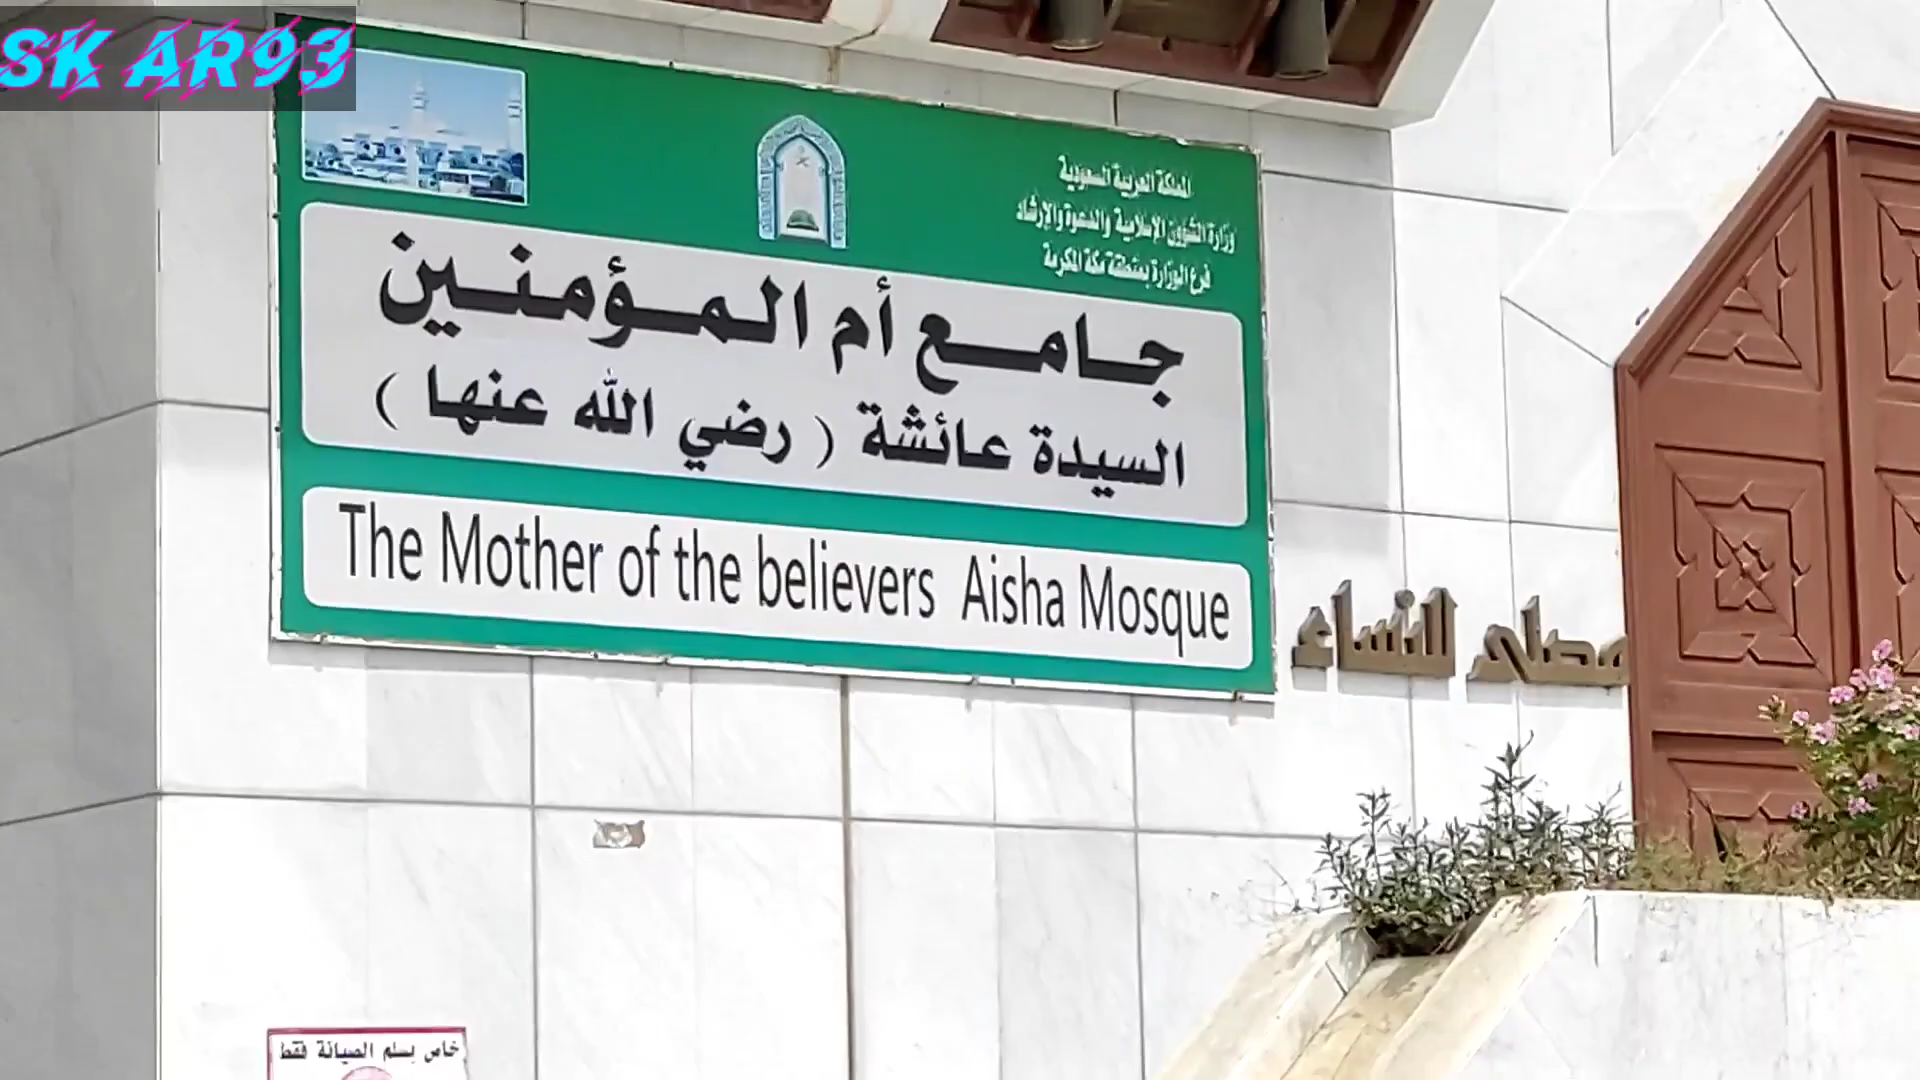 SK AR93
المملكة العربية السعودية
وزارة الشؤون الإسلامية والدعوة والإرشاد
فرع الوزارة بمنطقة مكة المكرمة
جامع أم المؤمنين
السيدة عائشة ( رضي الله عنها )
The Mother of the believers Aisha Mosque
مصلى النساء
خاص بسلم الصيانة فقط